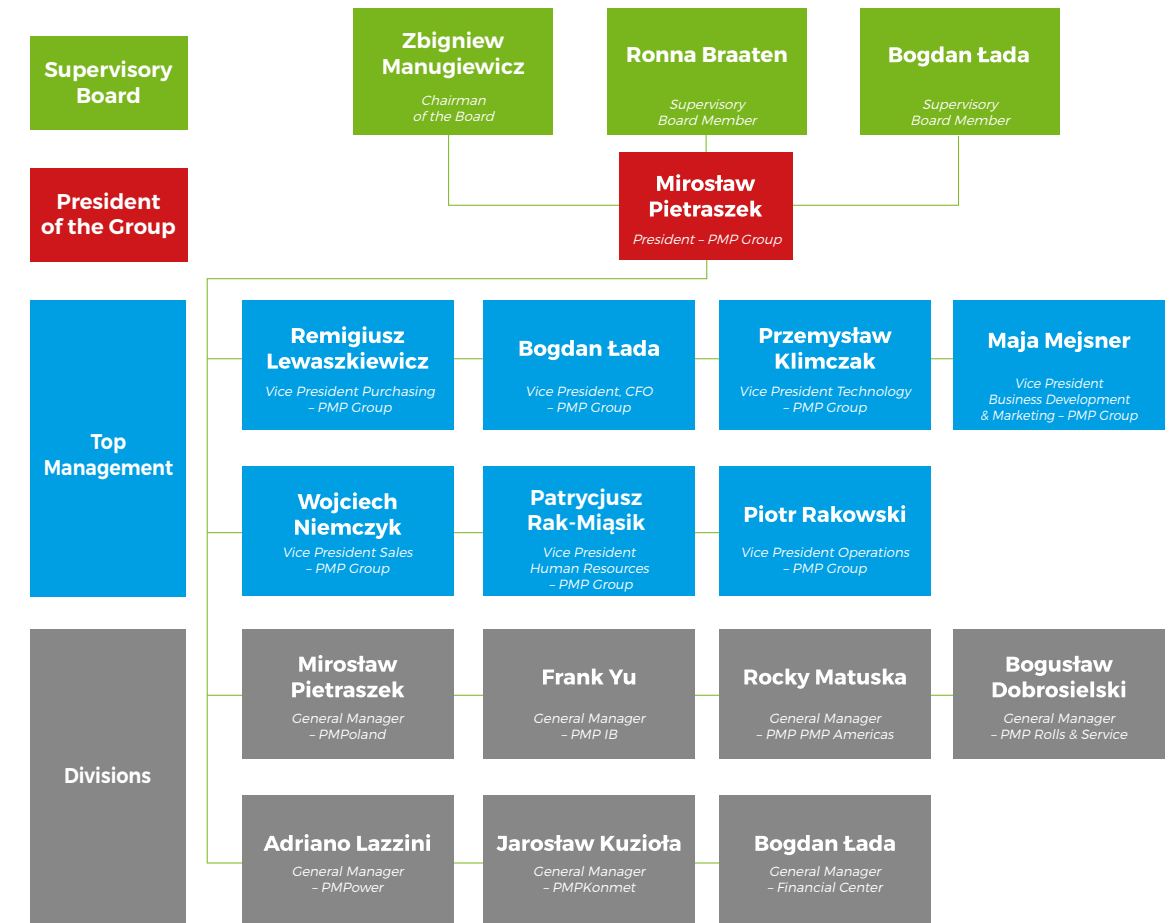 Supervisory
Board
Zbigniew
Manugiewicz
Chairman
of the Board
Ronna Braaten
Supervisory
Board Member
Bogdan Łada
Supervisory
Board Member
President
of the Group
Mirosław
Pietraszek
President – PMP Group
Top
Management
Remigiusz
Lewaszkiewicz
Vice President Purchasing
– PMP Group
Bogdan Łada
Vice President, CFO
– PMP Group
Przemysław
Klimczak
Vice President Technology
– PMP Group
Maja Mejsner
Vice President
Business Development
& Marketing – PMP Group
Wojciech
Niemczyk
Vice President Sales
– PMP Group
Patrycjusz
Rak-Miąsik
Vice President
Human Resources
– PMP Group
Piotr Rakowski
Vice President Operations
– PMP Group
Divisions
Mirosław
Pietraszek
General Manager
– PMPoland
Frank Yu
General Manager
– PMP IB
Rocky Matuska
General Manager
– PMP PMP Americas
Bogusław
Dobrosielski
General Manager
– PMP Rolls & Service
Adriano Lazzini
General Manager
– PMPower
Jarosław Kuzioła
General Manager
– PMPKonmet
Bogdan Łada
General Manager
– Financial Center